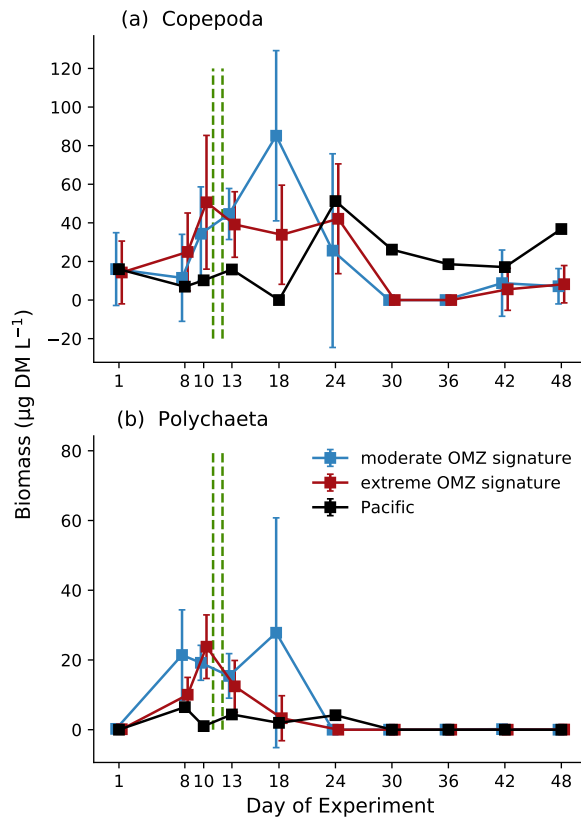 (a) Copepoda
120
100
80
60
40
20
0
−20
1 8 10 13 18 24 30 36 42 48
Biomass (µg DM L⁻¹)
(b) Polychaeta
80
60
40
20
0
moderate OMZ signature
extreme OMZ signature
Pacific
1 8 10 13 18 24 30 36 42 48
Day of Experiment